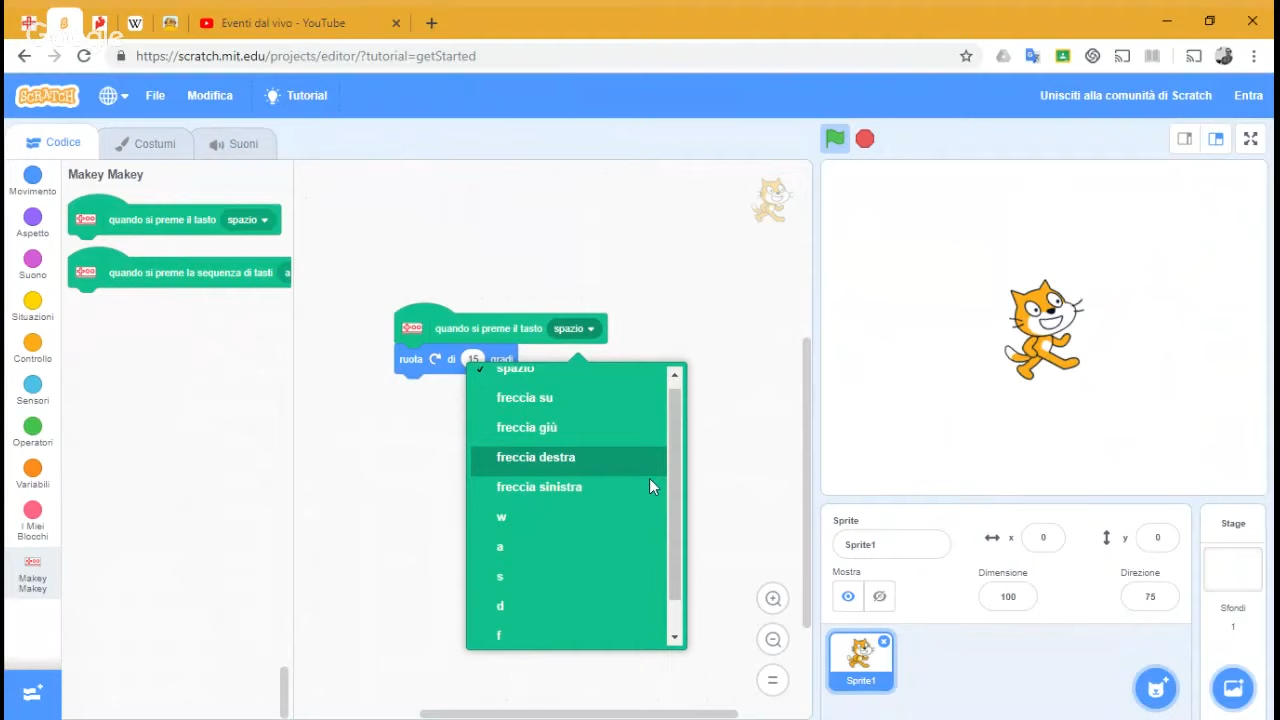 Eventi dal vivo - YouTube
Google
https://scratch.mit.edu/projects/editor/?tutorial=getStarted
SCRATCH
File
Modifica
Tutorial
Unisciti alla comunità di Scratch
Entra
Codice
Costumi
Suoni
Movimento
Aspetto
Suono
Situazioni
Controllo
Sensori
Operatori
Variabili
I Miei
Blocchi
Makey
Makey
Makey Makey
quando si preme il tasto spazio
quando si preme la sequenza di tasti a
quando si preme il tasto spazio
ruota di 15 gradi
spazio
freccia su
freccia giù
freccia destra
freccia sinistra
w
a
s
d
f
Sprite
Sprite1
x 0
y 0
Mostra
Dimensione
100
Direzione
75
Sprite1
Stage
Sfondi
1